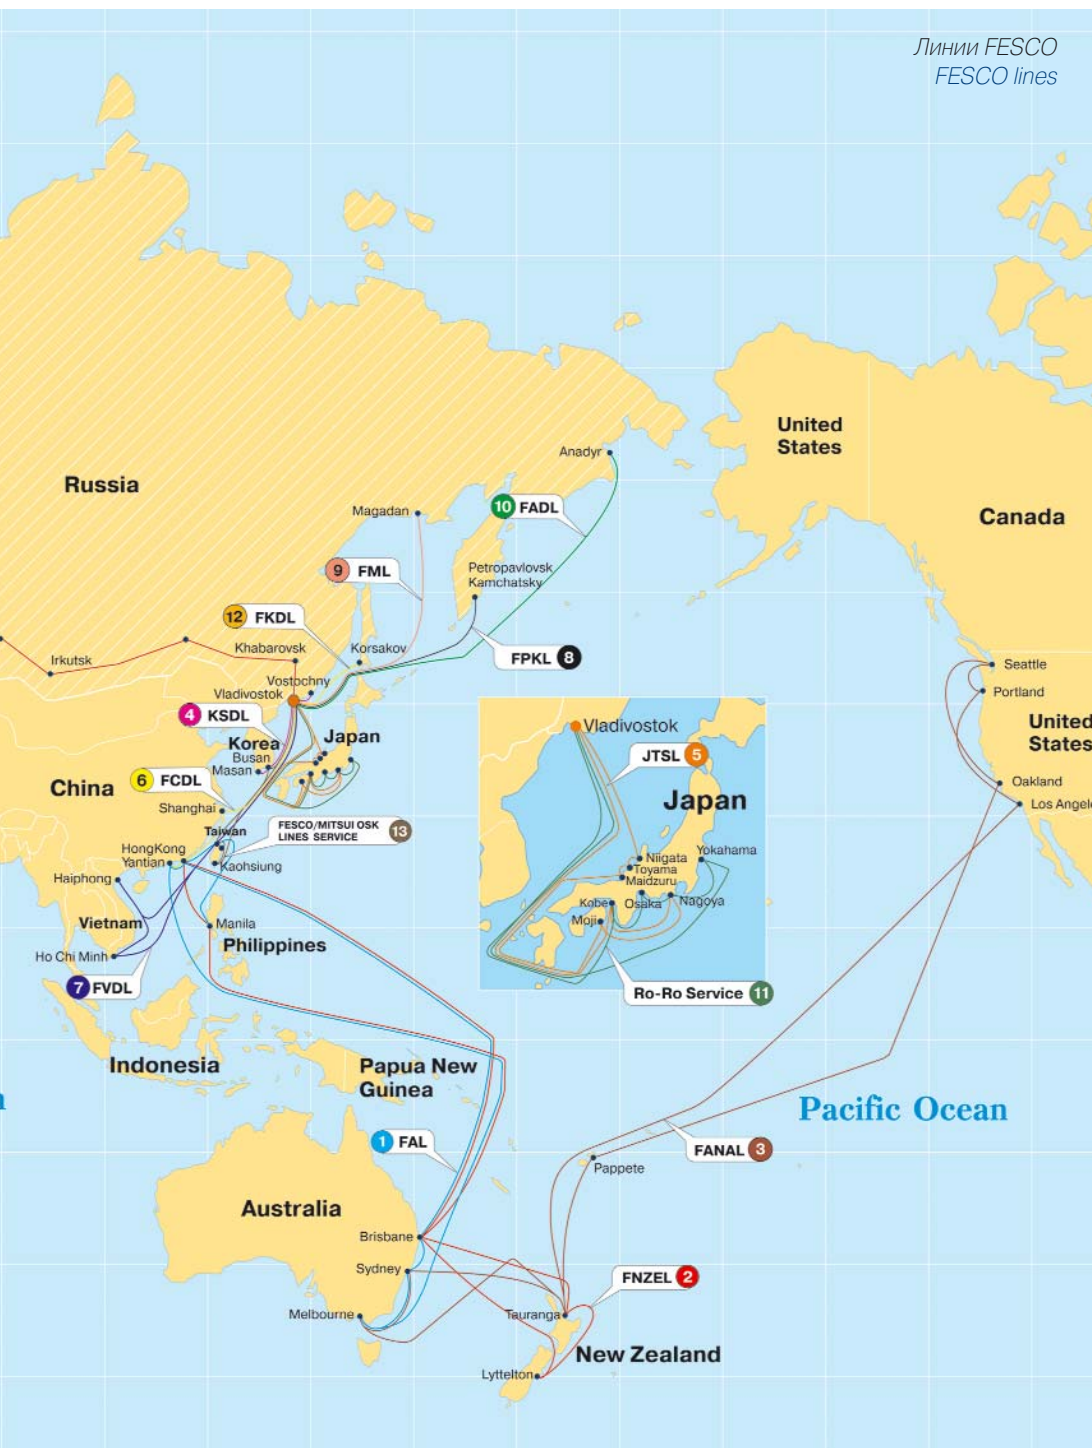 Линии FESCO
FESCO lines
United
States
Anadyr
Russia
10 FADL
Magadan
Canada
9 FML
Petropavlovsk
Kamchatsky
12 FKDL
Khabarovsk
Korsakov
FPKL 8
Irkutsk
Seattle
Vostochny
Vladivostok
Portland
4 KSDL
United
States
Vladivostok
Korea
Japan
Busan
Masan
JTSL 5
China
6 FCDL
Oakland
Japan
Shanghai
Los Angele
Taiwan
FESCO/MITSUI OSK
LINES SERVICE
13
HongKong
Yantian
Kaohsiung
Yokahama
Niigata
Toyama
Maidzuru
Haiphong
Kobe
Osaka
Nagoya
Moji
Vietnam
Manila
Philippines
Ho Chi Minh
7 FVDL
Ro-Ro Service 11
Indonesia
Papua New
Guinea
Pacific Ocean
1 FAL
FANAL 3
Pappete
Australia
Brisbane
Sydney
FNZEL 2
Melbourne
Tauranga
New Zealand
Lyttelton